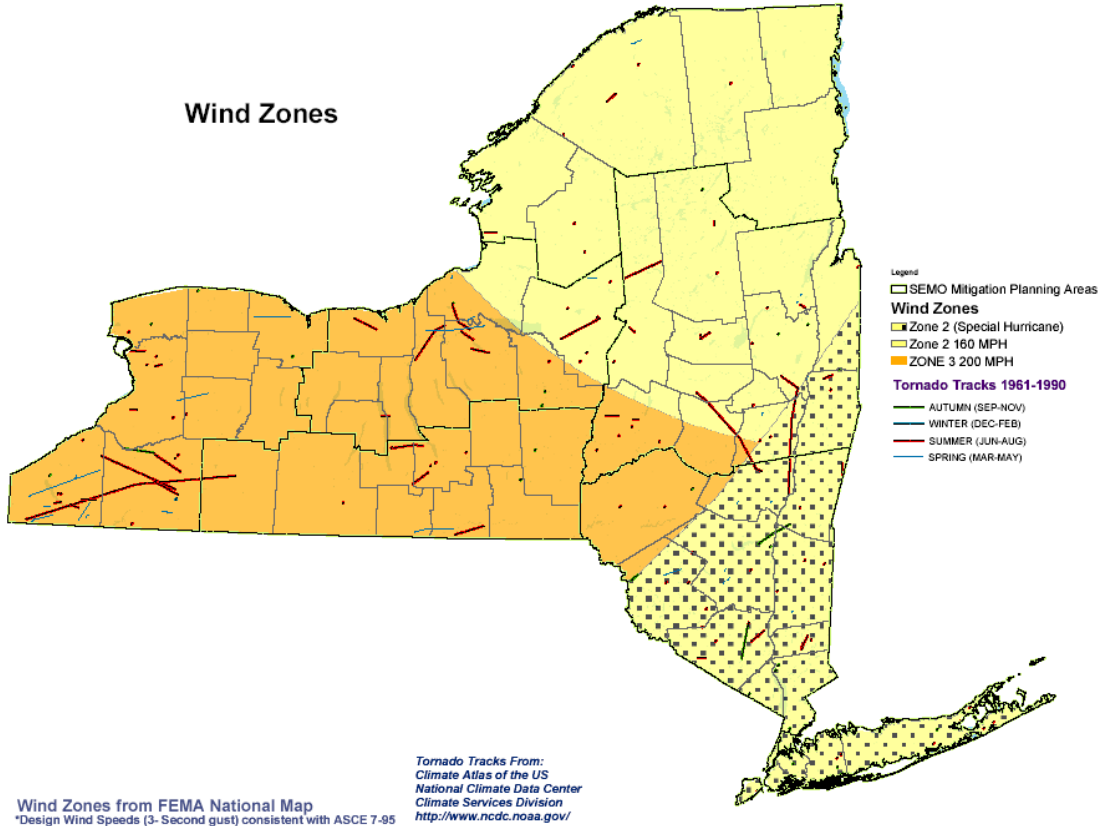 Wind Zones
Legend
SEMO Mitigation Planning Areas
Wind Zones
Zone 2 (Special Hurricane)
Zone 2 160 MPH
ZONE 3 200 MPH
Tornado Tracks 1961-1990
AUTUMN (SEP-NOV)
WINTER (DEC-FEB)
SUMMER (JUN-AUG)
SPRING (MAR-MAY)
Tornado Tracks From:
Climate Atlas of the US
National Climate Data Center
Climate Services Division
http://www.ncdc.noaa.gov/
Wind Zones from FEMA National Map
*Design Wind Speeds (3- Second gust) consistent with ASCE 7-95